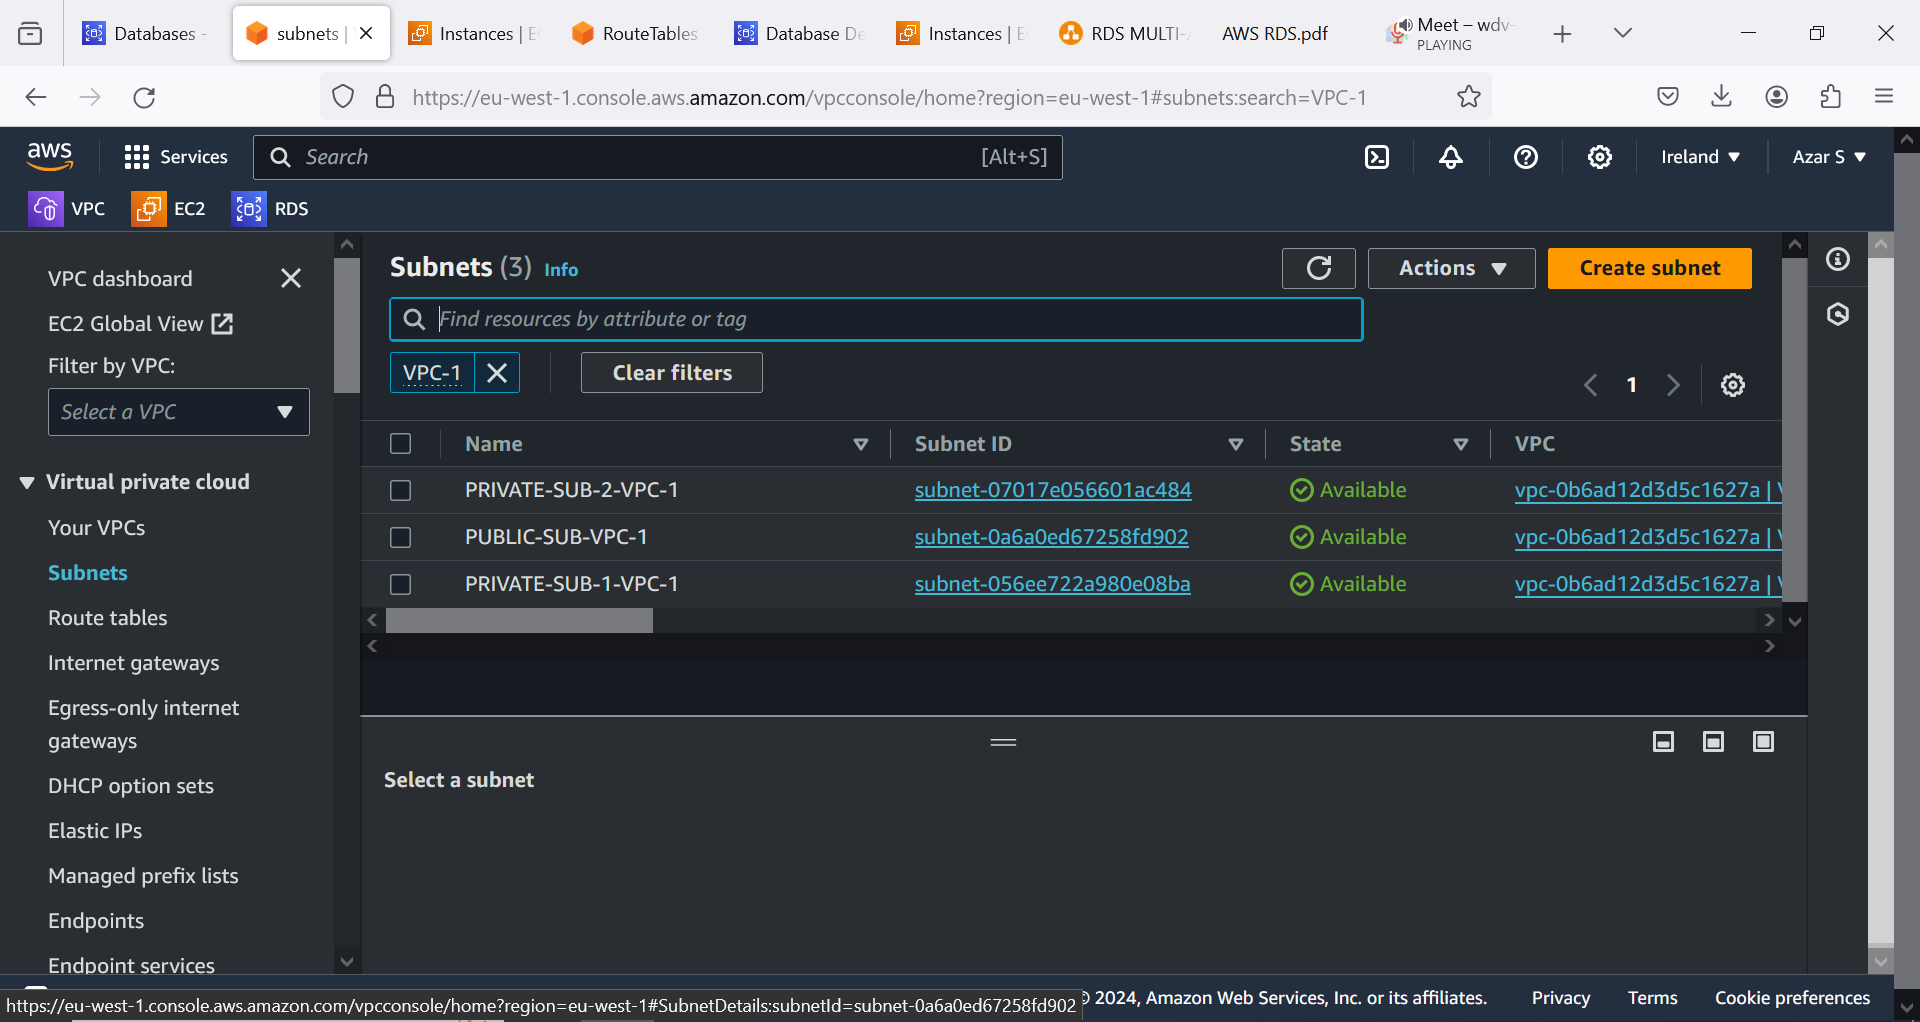 Databases -
subnets |
Instances | E
RouteTables
Database De
Instances | E
RDS MULTI-
AWS RDS.pdf
Meet – wdv-
PLAYING
https://eu-west-1.console.aws.amazon.com/vpcconsole/home?region=eu-west-1#subnets:search=VPC-1
aws
Services
Search
[Alt+S]
Ireland
Azar S
VPC
EC2
RDS
VPC dashboard
EC2 Global View
Filter by VPC:
Select a VPC
Virtual private cloud
Your VPCs
Subnets
Route tables
Internet gateways
Egress-only internet
gateways
DHCP option sets
Elastic IPs
Managed prefix lists
Endpoints
Endpoint services
Subnets (3) Info
Actions
Create subnet
Find resources by attribute or tag
VPC-1
Clear filters
1
Name Subnet ID State VPC
PRIVATE-SUB-2-VPC-1 subnet-07017e056601ac484 Available vpc-0b6ad12d3d5c1627a |
PUBLIC-SUB-VPC-1 subnet-0a6a0ed67258fd902 Available vpc-0b6ad12d3d5c1627a |
PRIVATE-SUB-1-VPC-1 subnet-056ee722a980e08ba Available vpc-0b6ad12d3d5c1627a |
Select a subnet
https://eu-west-1.console.aws.amazon.com/vpcconsole/home?region=eu-west-1#SubnetDetails:subnetId=subnet-0a6a0ed67258fd902
© 2024, Amazon Web Services, Inc. or its affiliates.
Privacy
Terms
Cookie preferences